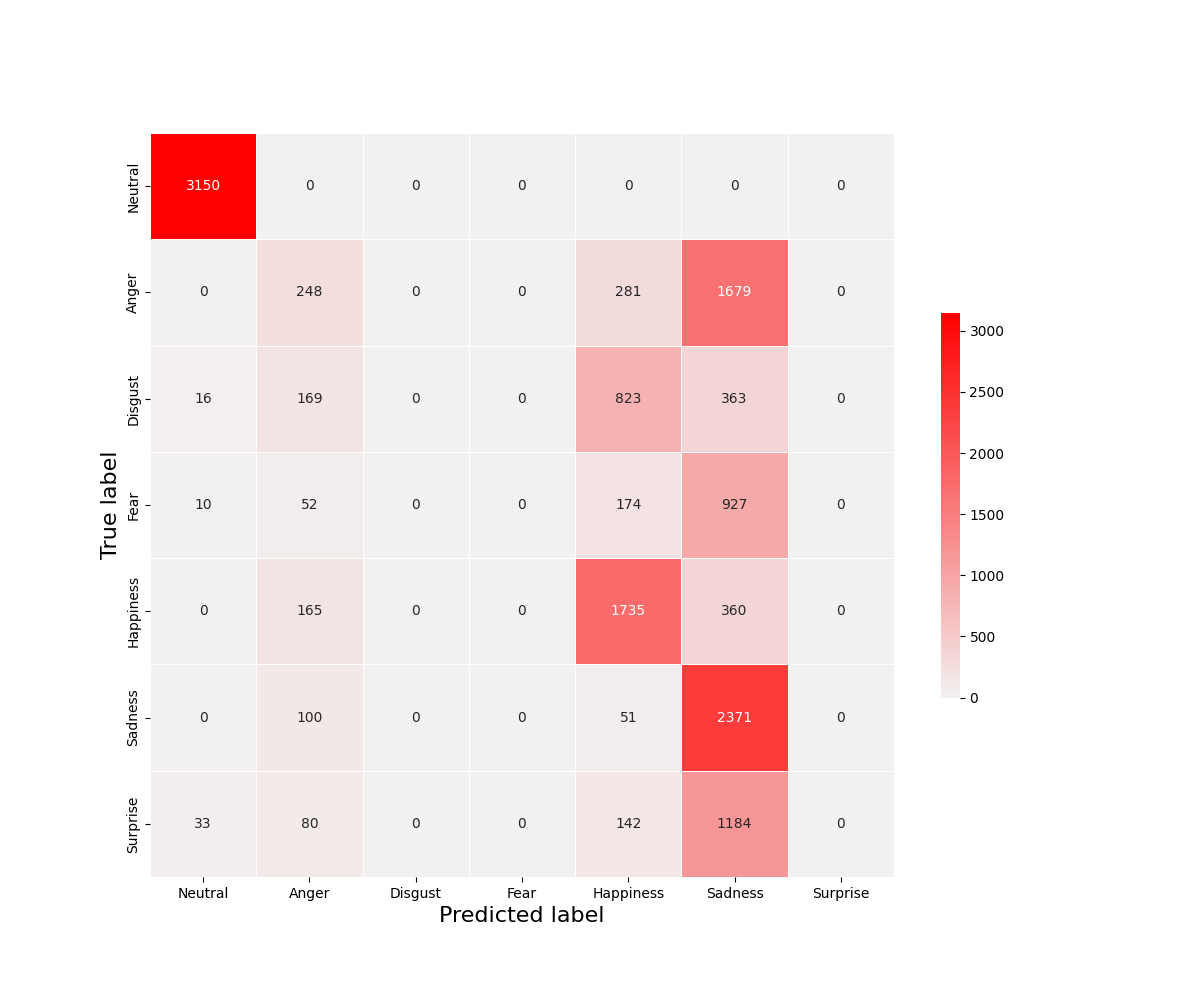 True label
Neutral 3150 0 0 0 0 0 0
Anger 0 248 0 0 281 1679 0
Disgust 16 169 0 0 823 363 0
Fear 10 52 0 0 174 927 0
Happiness 0 165 0 0 1735 360 0
Sadness 0 100 0 0 51 2371 0
Surprise 33 80 0 0 142 1184 0
Neutral Anger Disgust Fear Happiness Sadness Surprise
Predicted label
3000
2500
2000
1500
1000
500
0